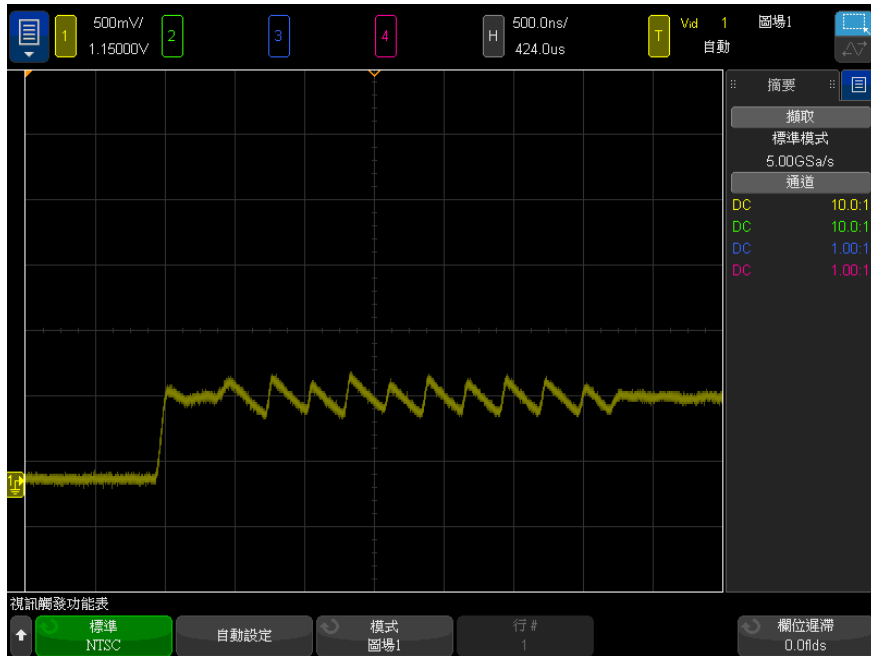 1 500mV/ 1.15000V
2
3
4
H 500.0ns/ 424.0us
T Vid 1 圖場1
自動
摘要
擷取
標準模式
5.00GSa/s
通道
DC 10.0:1
DC 10.0:1
DC 1.00:1
DC 1.00:1
1
視訊觸發功能表
標準
NTSC
自動設定
模式
圖場1
行 #
1
欄位遲滯
0.0flds